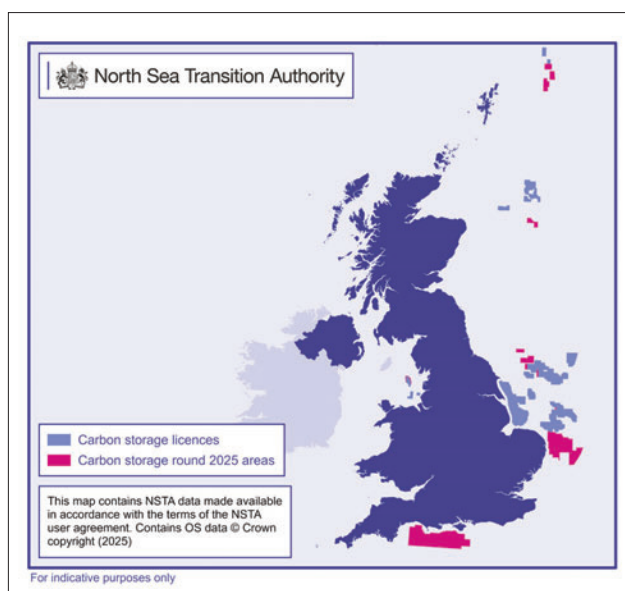 North Sea Transition Authority
Carbon storage licences
Carbon storage round 2025 areas
This map contains NSTA data made available
in accordance with the terms of the NSTA
user agreement. Contains OS data © Crown
copyright (2025)
For indicative purposes only